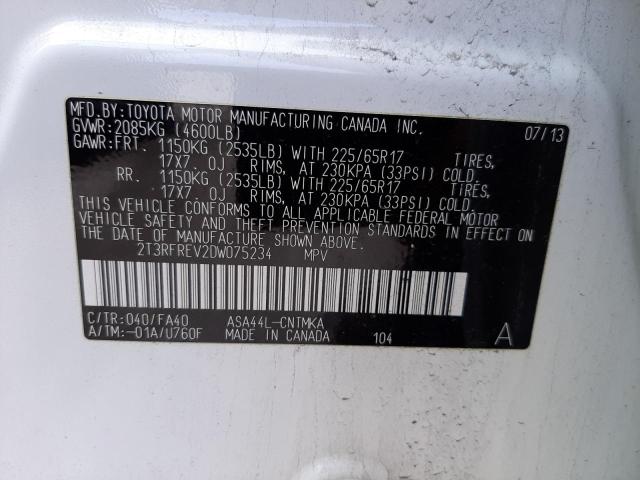 MFD.BY:TOYOTA MOTOR MANUFACTURING CANADA INC. 07/13
GVWR:2085KG (4600LB)
GAWR:FRT. 1150KG (2535LB) WITH 225/65R17 TIRES,
17X7. 0J RIMS, AT 230KPA (33PSI) COLD.
RR. 1150KG (2535LB) WITH 225/65R17 TIRES,
17X7. 0J RIMS, AT 230KPA (33PSI) COLD.
THIS VEHICLE CONFORMS TO ALL APPLICABLE FEDERAL MOTOR
VEHICLE SAFETY AND THEFT PREVENTION STANDARDS IN EFFECT ON
THE DATE OF MANUFACTURE SHOWN ABOVE.
2T3RFREV2DW075234 MPV
C/TR:040/FA40 ASA44L-CNTMKA
A/TM:-01A/U760F MADE IN CANADA 104 A